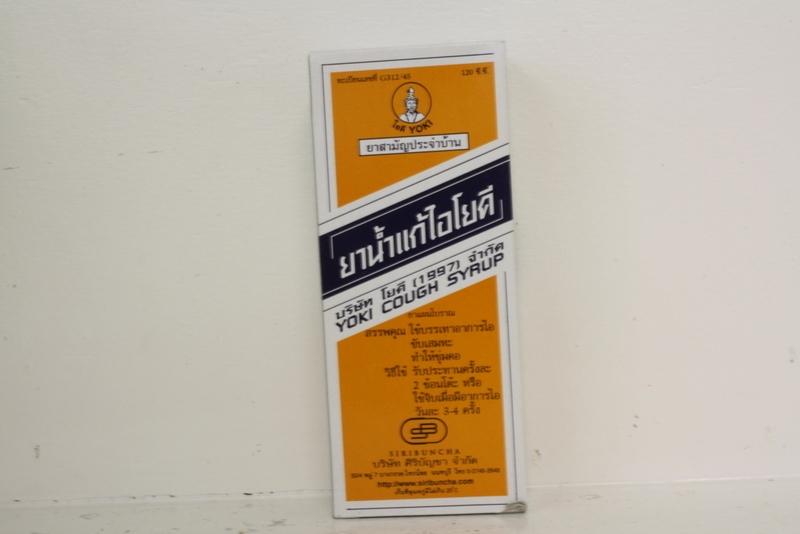 ทะเบียนเลขที่ G312/45
120 ซี.ซี.
โยคี YOKI
ยาสามัญประจำบ้าน
ยาน้ำแก้ไอโยคี
บริษัท โยคี (1997) จำกัด
YOKI COUGH SYRUP
ยาแผนโบราณ
สรรพคุณ ใช้บรรเทาอาการไอ
ขับเสมหะ
ทำให้ชุ่มคอ
วิธีใช้ รับประทานครั้งละ
2 ช้อนโต๊ะ หรือ
ใช้จิบเมื่อมีอาการไอ
วันละ 3-4 ครั้ง
SIRIBUNCHA
บริษัท ศิริบัญชา จำกัด
http://www.siribuncha.com